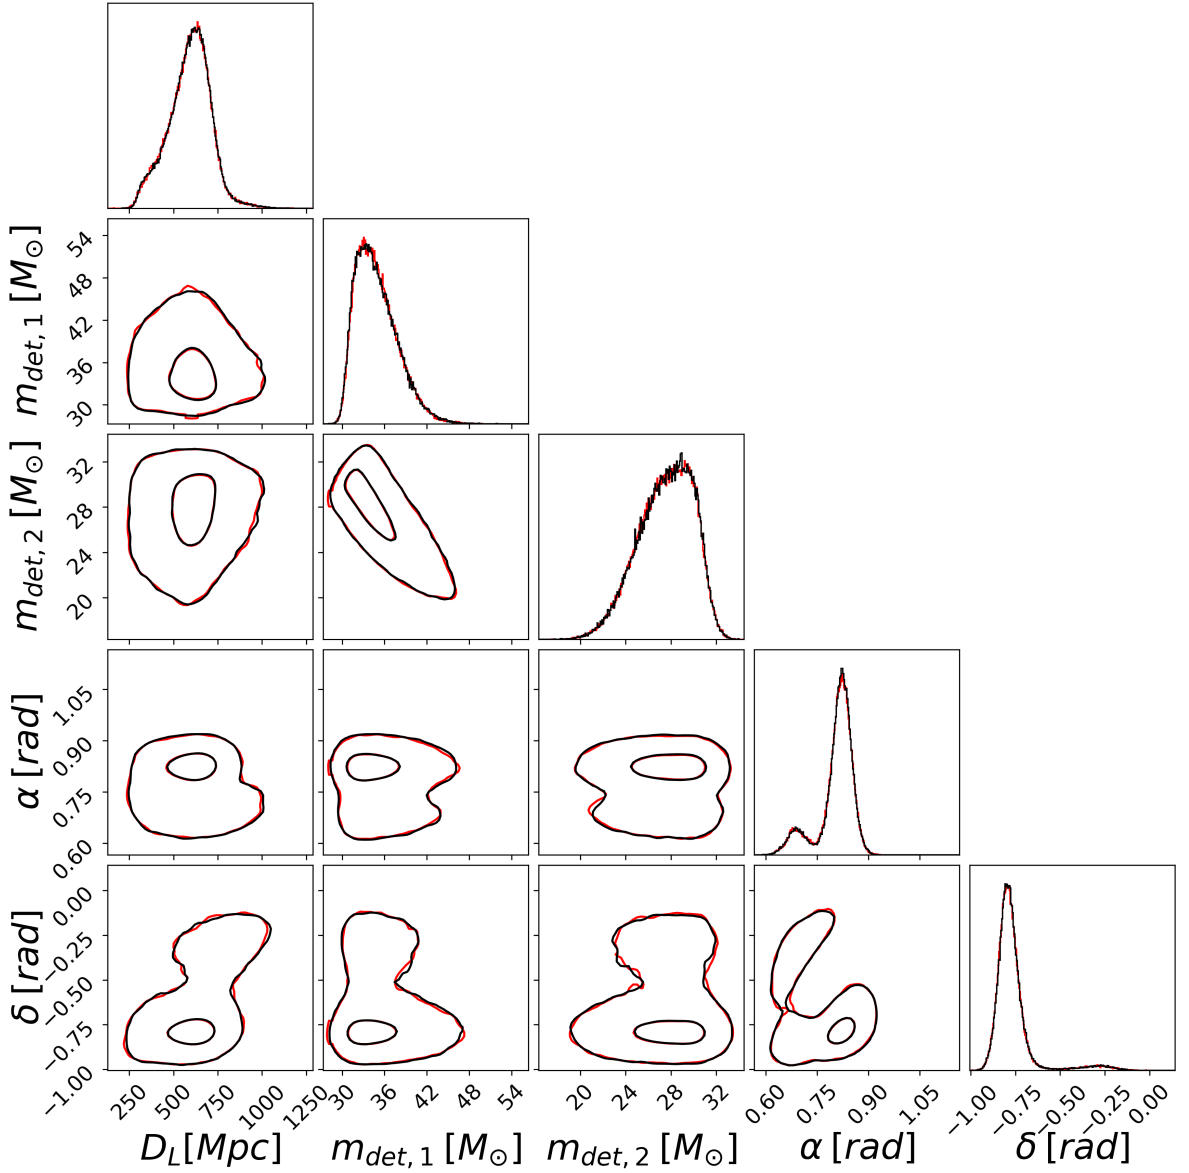 54
48
42
36
30
m_{det,1} [M_⊙]
32
28
24
20
m_{det,2} [M_⊙]
1.05
0.90
0.75
0.60
α [rad]
0.00
−0.25
−0.50
−0.75
−1.00
δ [rad]
250 500 750 1000 1250
30 36 42 48 54
20 24 28 32
0.60 0.75 0.90 1.05
−1.00 −0.75 −0.50 −0.25 0.00
D_L[Mpc] m_{det,1} [M_⊙] m_{det,2} [M_⊙] α [rad] δ [rad]